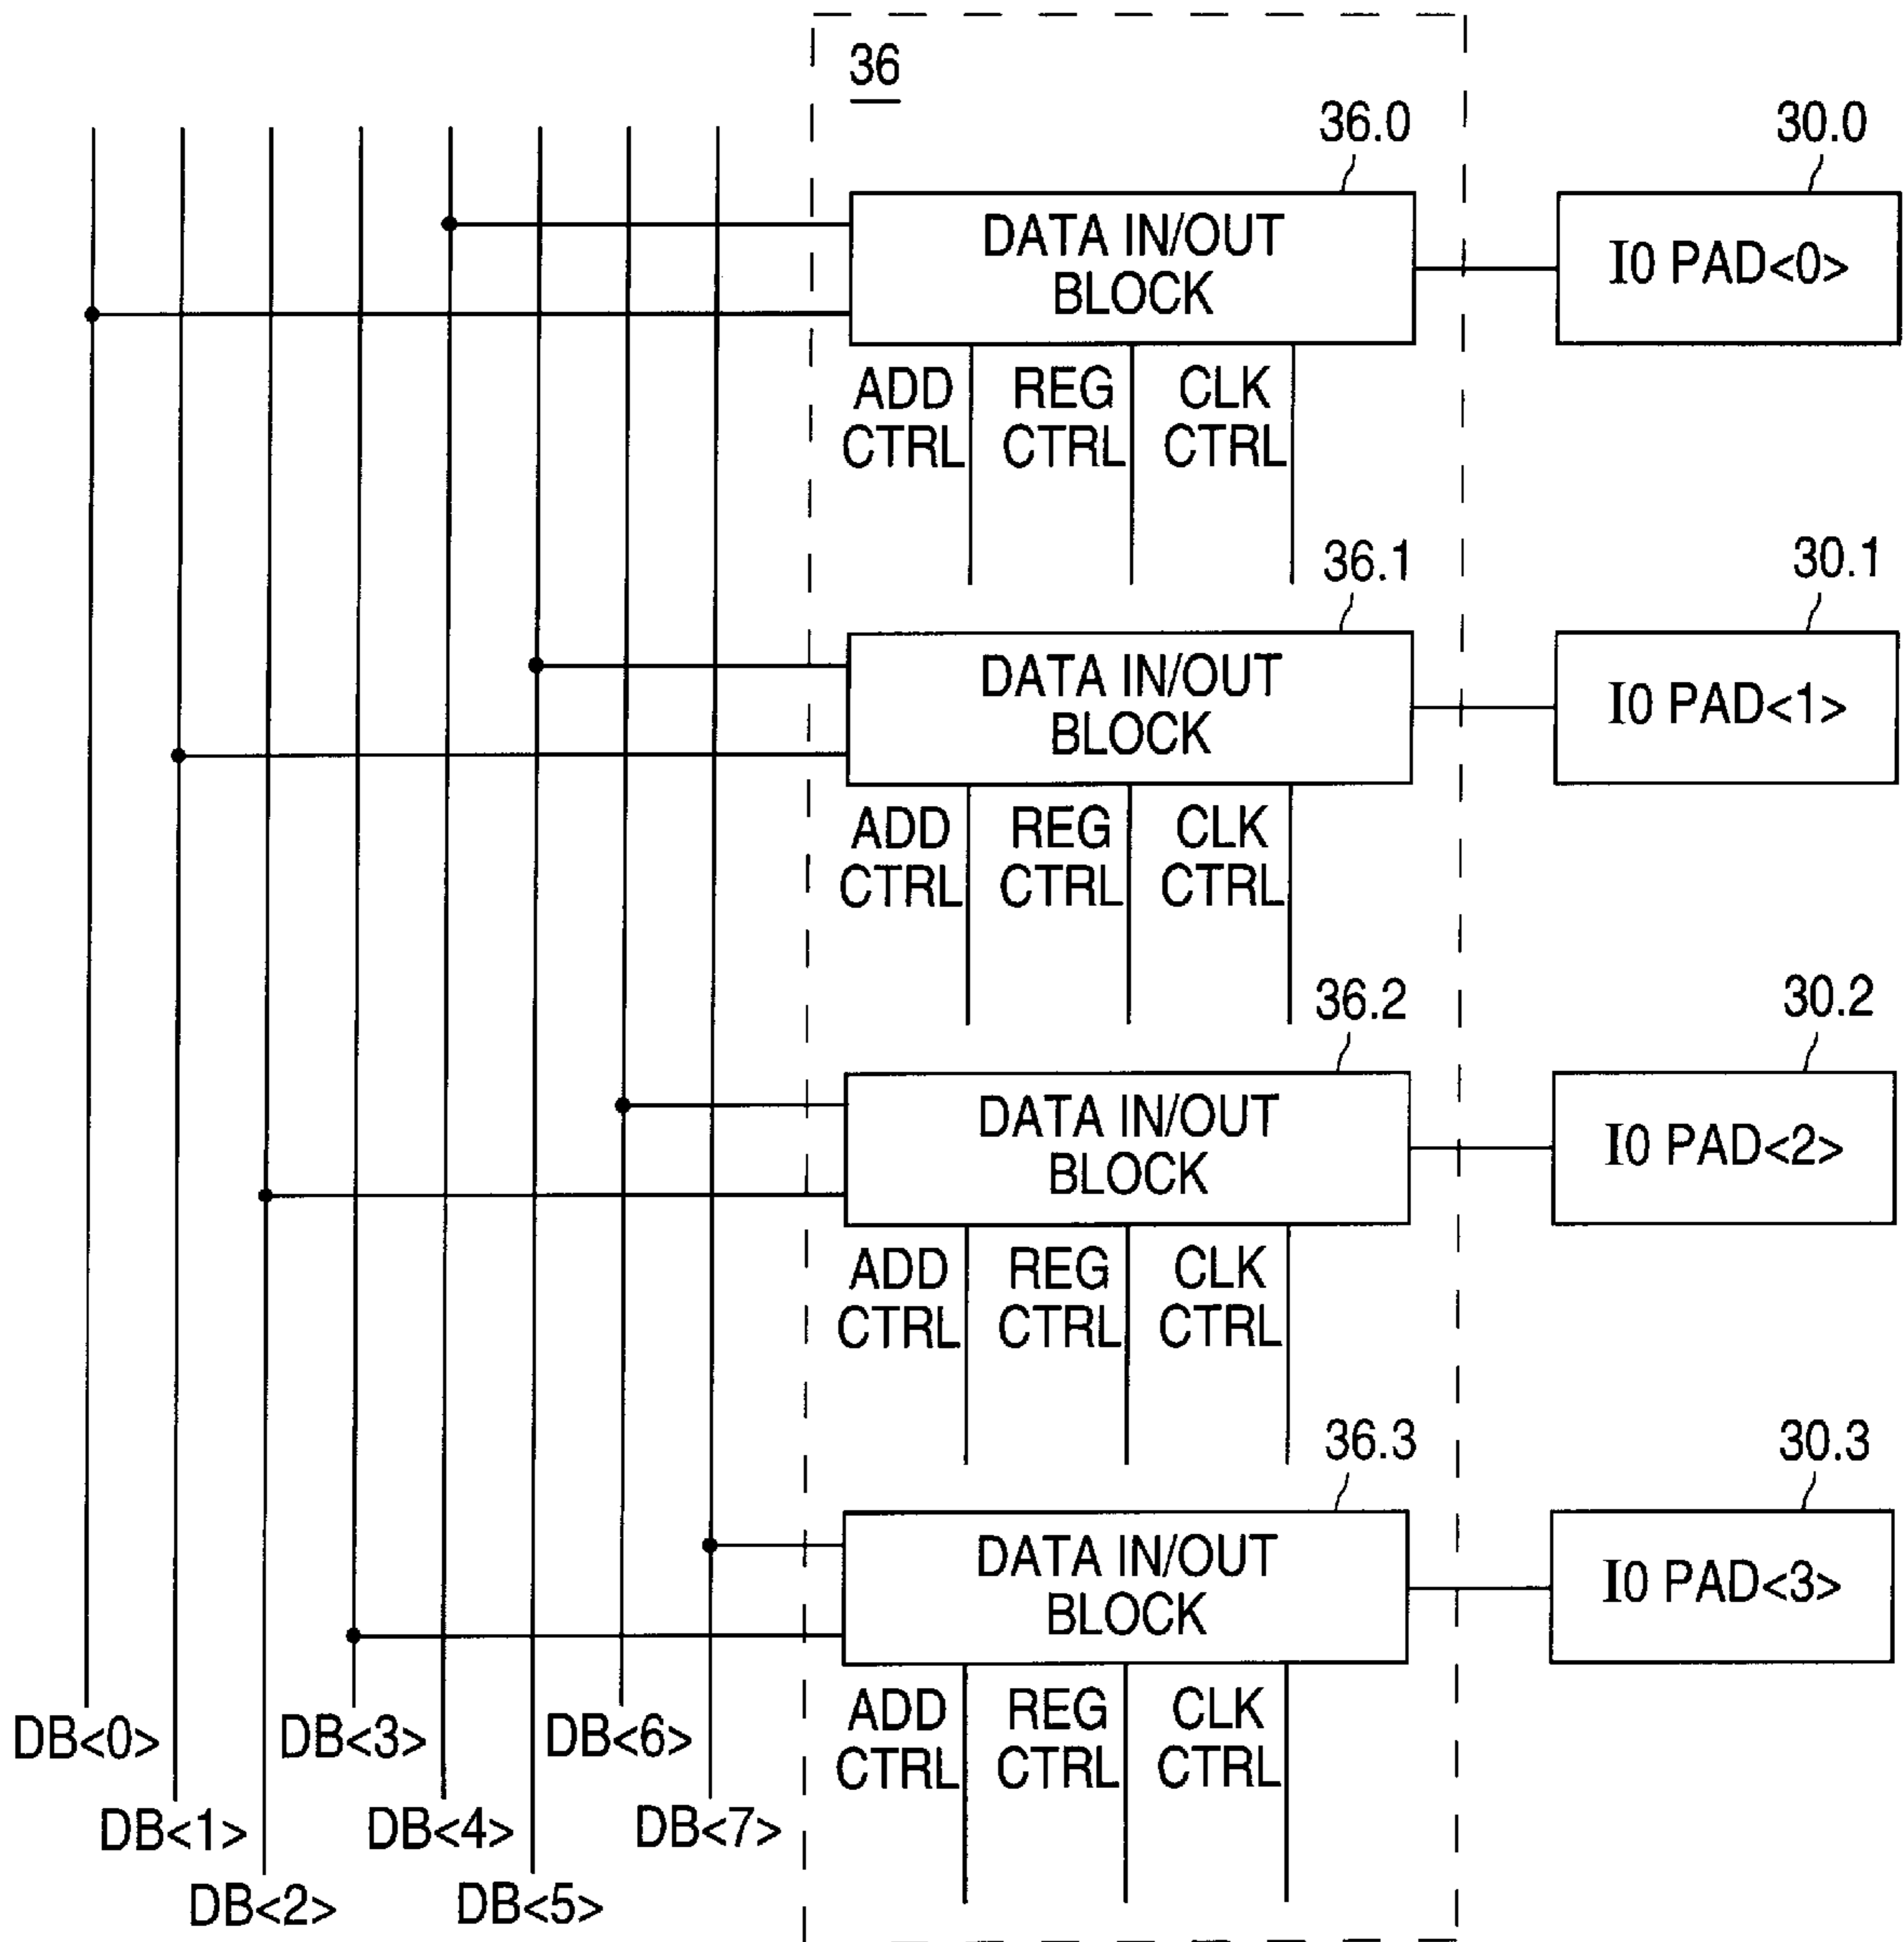 36
36.0
30.0
DATA IN/OUT
BLOCK
I0 PAD<0>
ADD
CTRL
REG
CTRL
CLK
CTRL
36.1
30.1
DATA IN/OUT
BLOCK
I0 PAD<1>
ADD
CTRL
REG
CTRL
CLK
CTRL
36.2
30.2
DATA IN/OUT
BLOCK
I0 PAD<2>
ADD
CTRL
REG
CTRL
CLK
CTRL
36.3
30.3
DATA IN/OUT
BLOCK
I0 PAD<3>
ADD
CTRL
REG
CTRL
CLK
CTRL
DB<0>
DB<3>
DB<6>
DB<1>
DB<4>
DB<7>
DB<2>
DB<5>